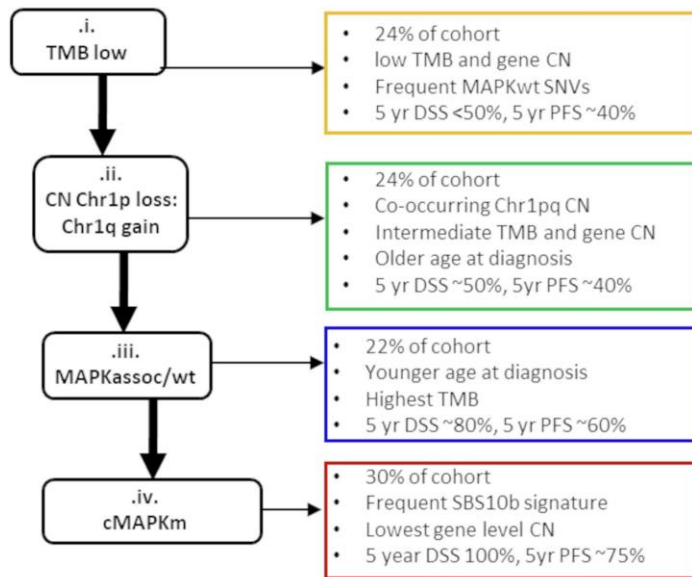 .i.
TMB low
• 24% of cohort
• low TMB and gene CN
• Frequent MAPKwt SNVs
• 5 yr DSS <50%, 5 yr PFS ~40%
.ii.
CN Chr1p loss:
Chr1q gain
• 24% of cohort
• Co-occurring Chr1pq CN
• Intermediate TMB and gene CN
• Older age at diagnosis
• 5 yr DSS ~50%, 5yr PFS ~40%
.iii.
MAPKassoc/wt
• 22% of cohort
• Younger age at diagnosis
• Highest TMB
• 5 yr DSS ~80%, 5 yr PFS ~60%
.iv.
cMAPKm
• 30% of cohort
• Frequent SBS10b signature
• Lowest gene level CN
• 5 year DSS 100%, 5yr PFS ~75%